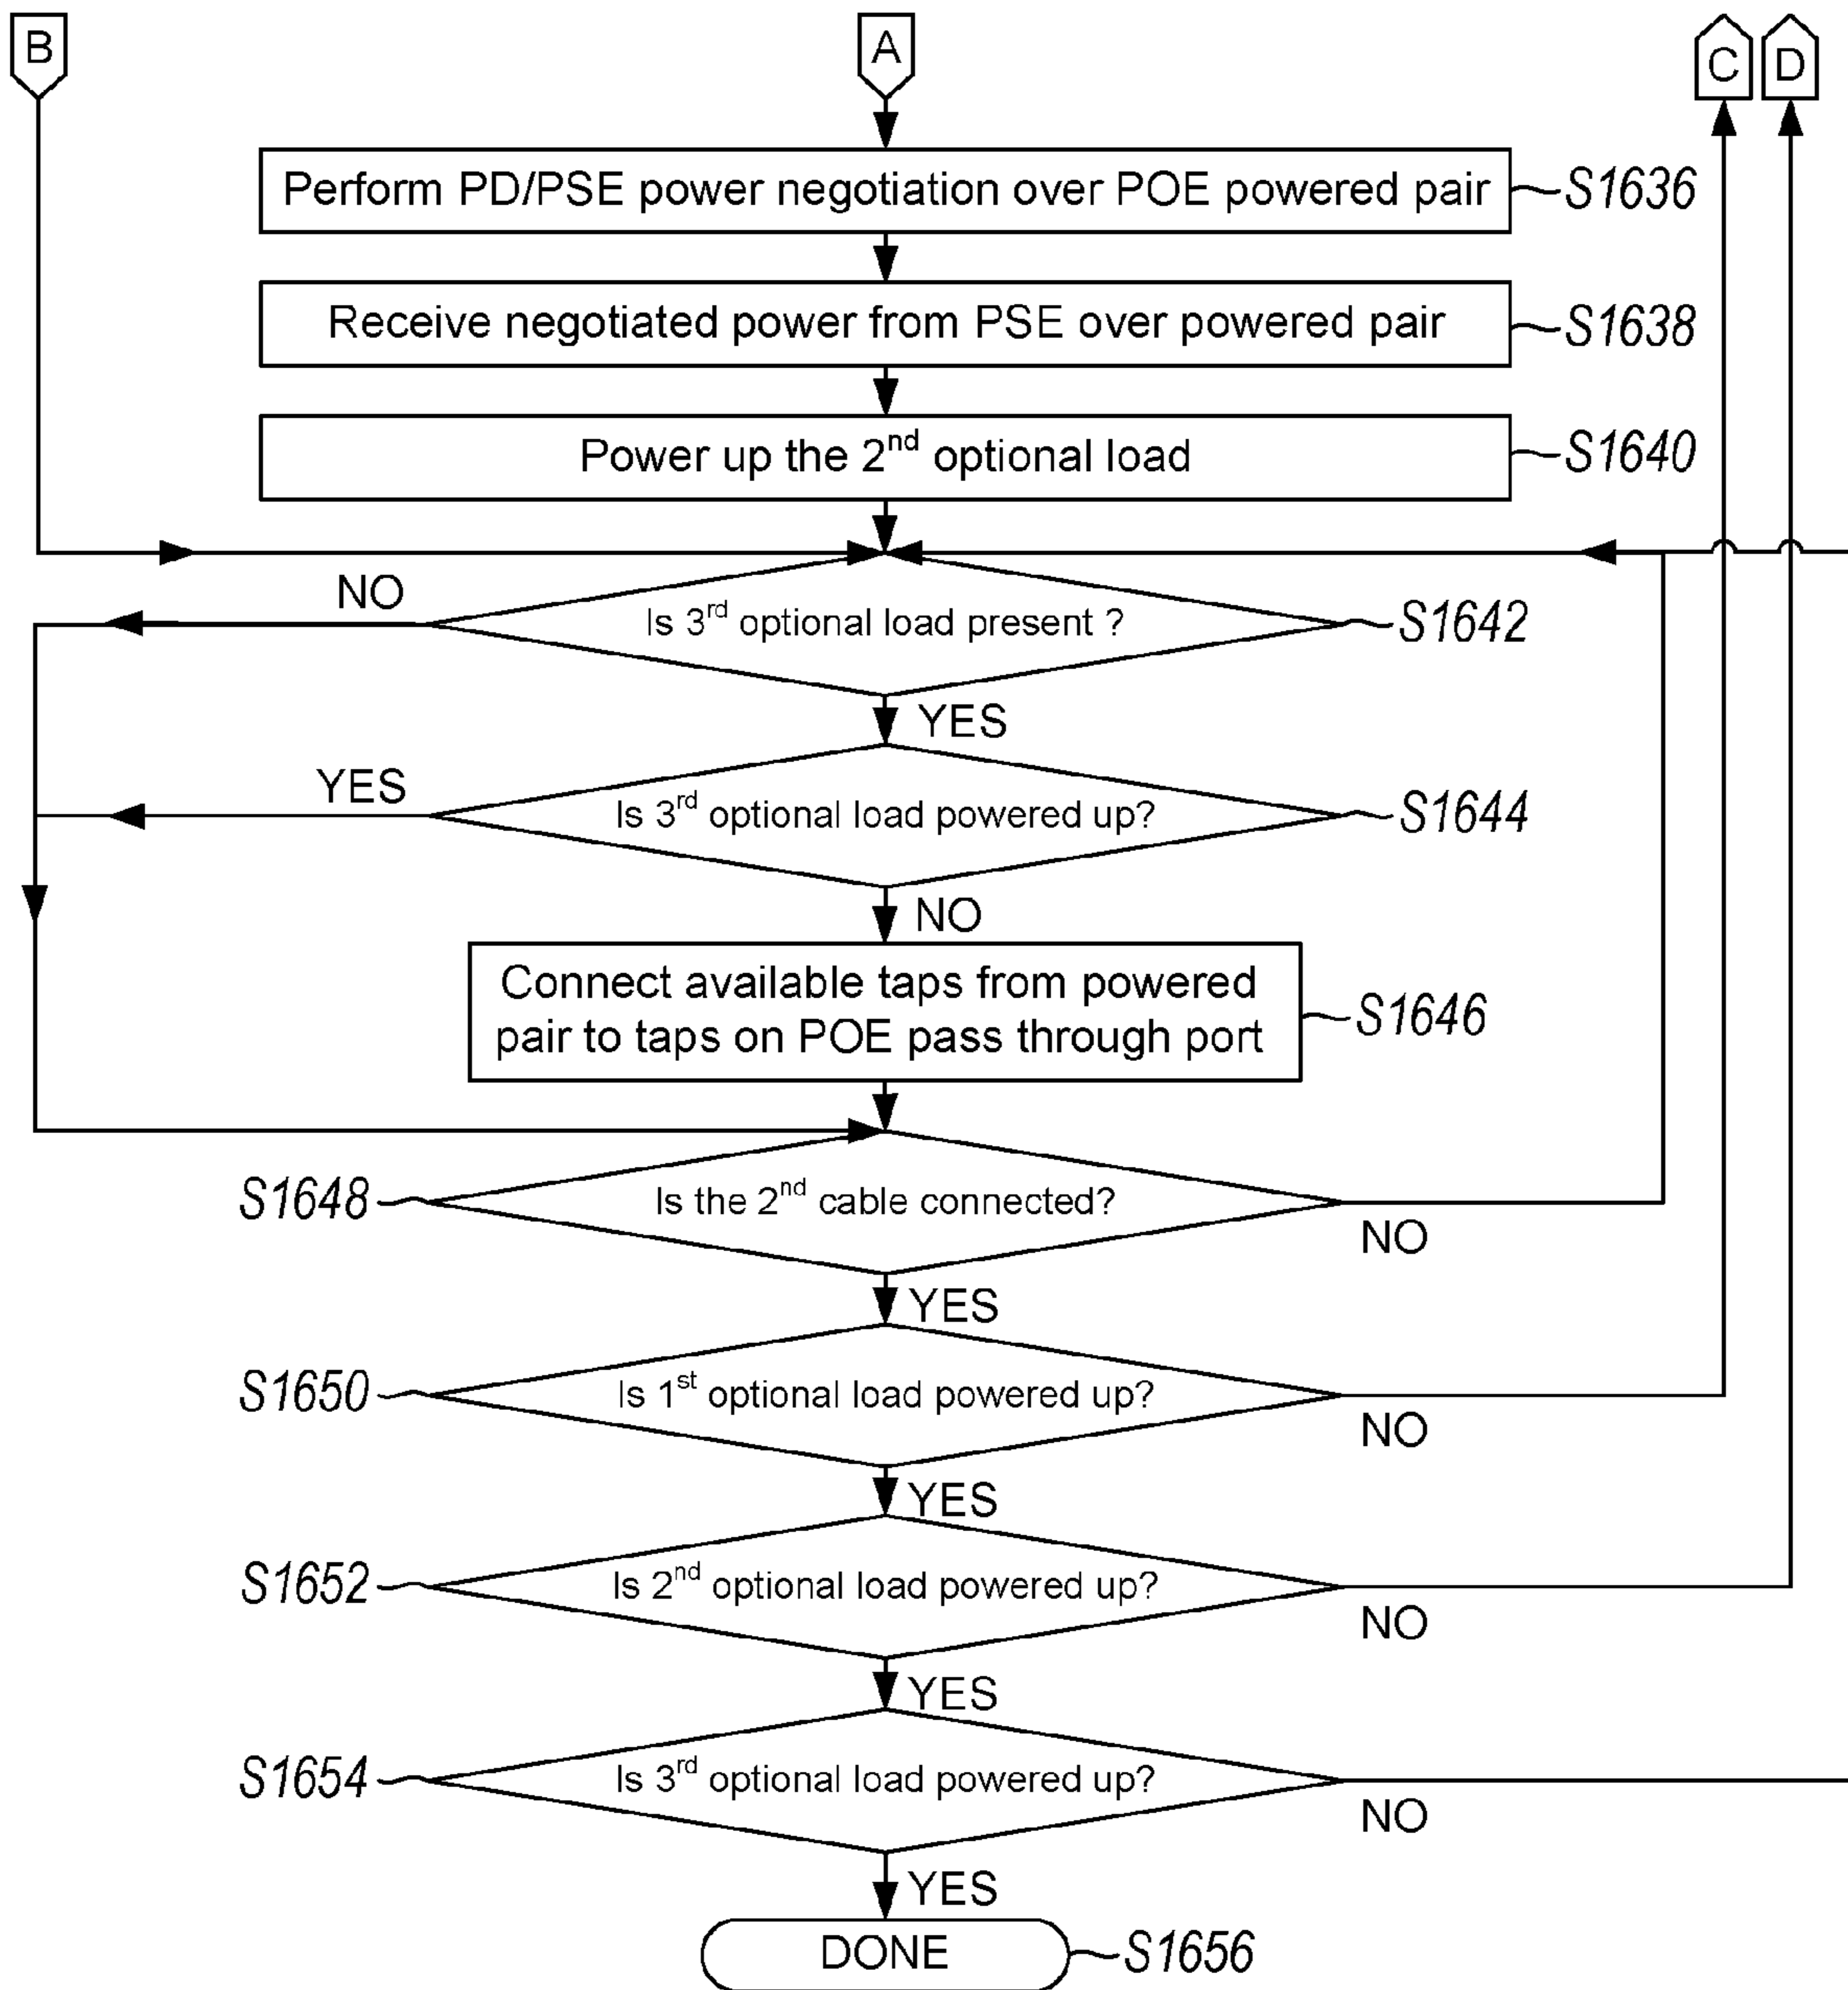 B
A
C
D
Perform PD/PSE power negotiation over POE powered pair
S1636
Receive negotiated power from PSE over powered pair
S1638
Power up the 2nd optional load
S1640
NO
Is 3rd optional load present ?
S1642
YES
YES
Is 3rd optional load powered up?
S1644
NO
Connect available taps from powered
pair to taps on POE pass through port
S1646
S1648
Is the 2nd cable connected?
NO
YES
S1650
Is 1st optional load powered up?
NO
YES
S1652
Is 2nd optional load powered up?
NO
YES
S1654
Is 3rd optional load powered up?
NO
YES
DONE
S1656